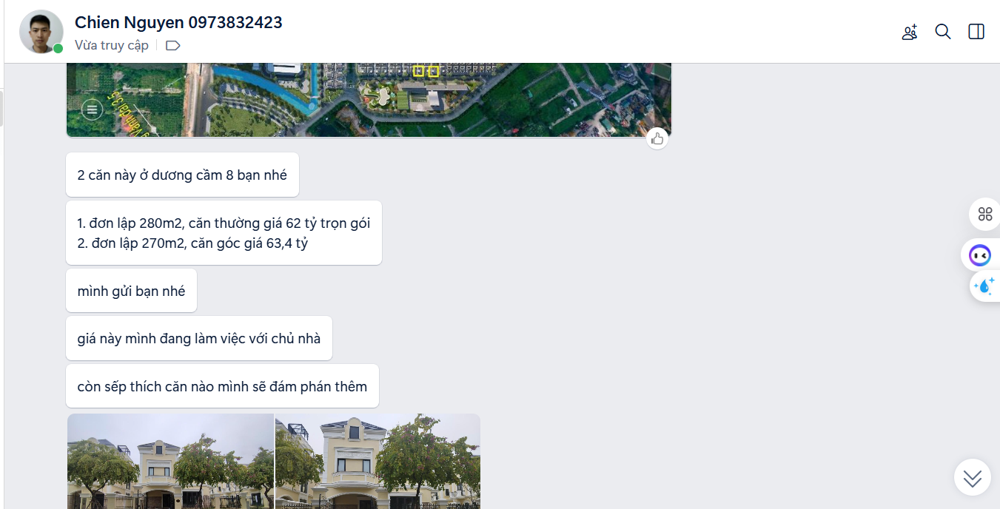 Chien Nguyen 0973832423
Vừa truy cập
2 căn này ở dương cầm 8 bạn nhé
1. đơn lập 280m2, căn thường giá 62 tỷ trọn gói
2. đơn lập 270m2, căn góc giá 63,4 tỷ
mình gửi bạn nhé
giá này mình đang làm việc với chủ nhà
còn sếp thích căn nào mình sẽ đám phán thêm